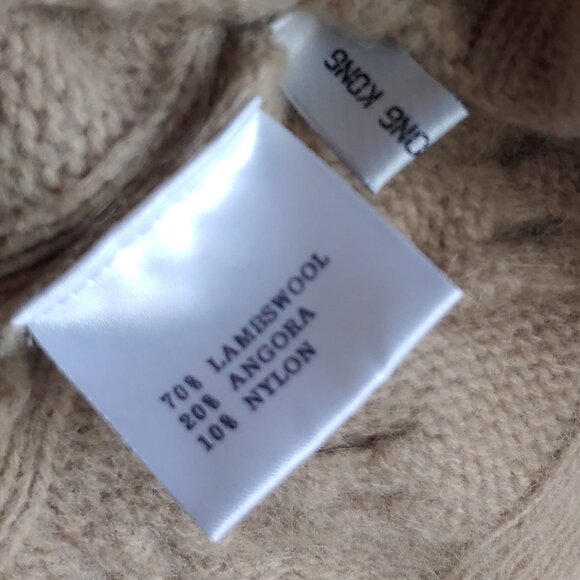 ONG KONG
70% LAMBSWOOL
20% ANGORA
10% NYLON